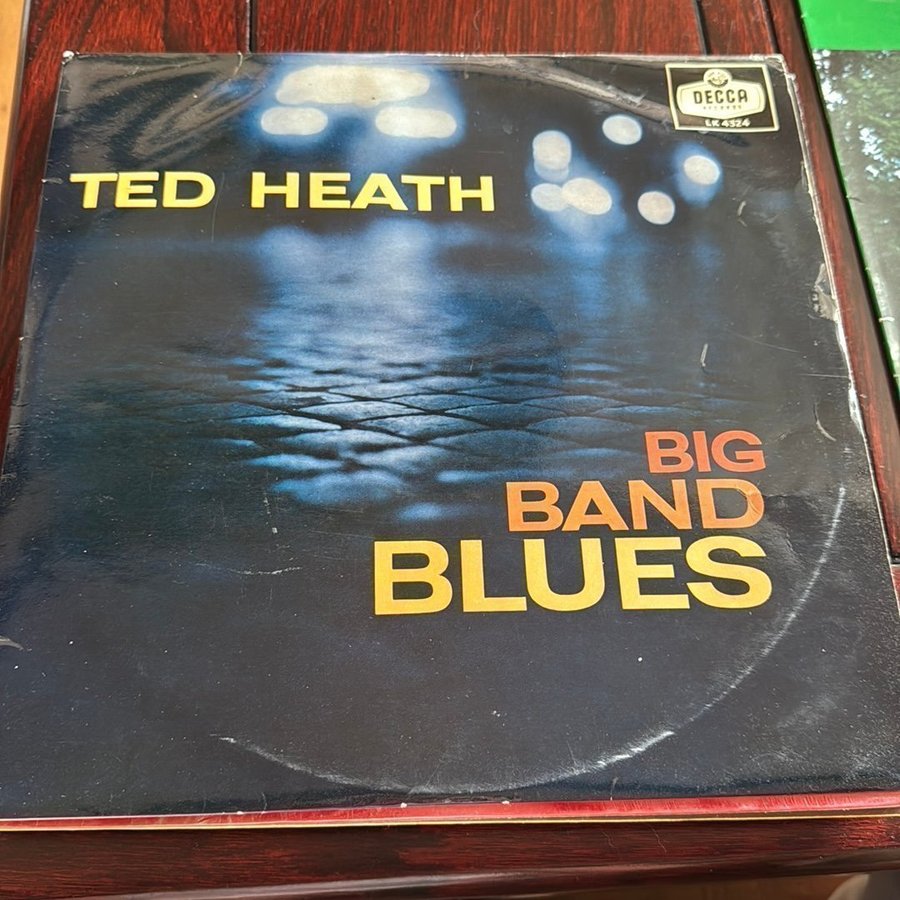 TED HEATH
DECCA
RECORDS
LK 4324
BIG
BAND
BLUES